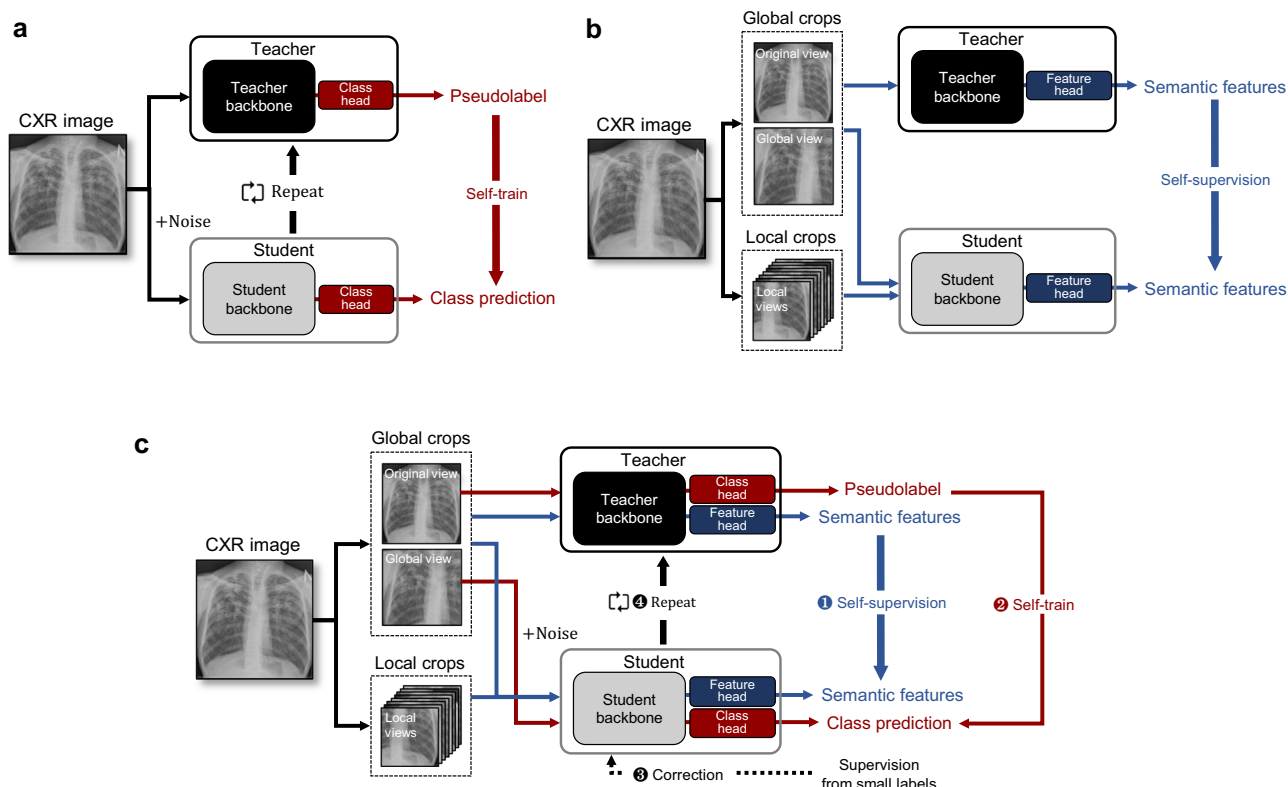 a
Teacher
Teacher
backbone
Class
head
Pseudolabel
CXR image
Repeat
Self-train
+Noise
Student
Student
backbone
Class
head
Class prediction
b
Global crops
Original view
Global view
Teacher
Teacher
backbone
Feature
head
Semantic features
CXR image
Self-supervision
Local crops
Local
views
Student
Student
backbone
Feature
head
Semantic features
c
Global crops
Original view
Global view
Teacher
Teacher
backbone
Class
head
Feature
head
Pseudolabel
Semantic features
CXR image
❹ Repeat
❶ Self-supervision
❷ Self-train
+Noise
Local crops
Local
views
Student
Student
backbone
Feature
head
Class
head
Semantic features
Class prediction
❸ Correction
Supervision
from small labels